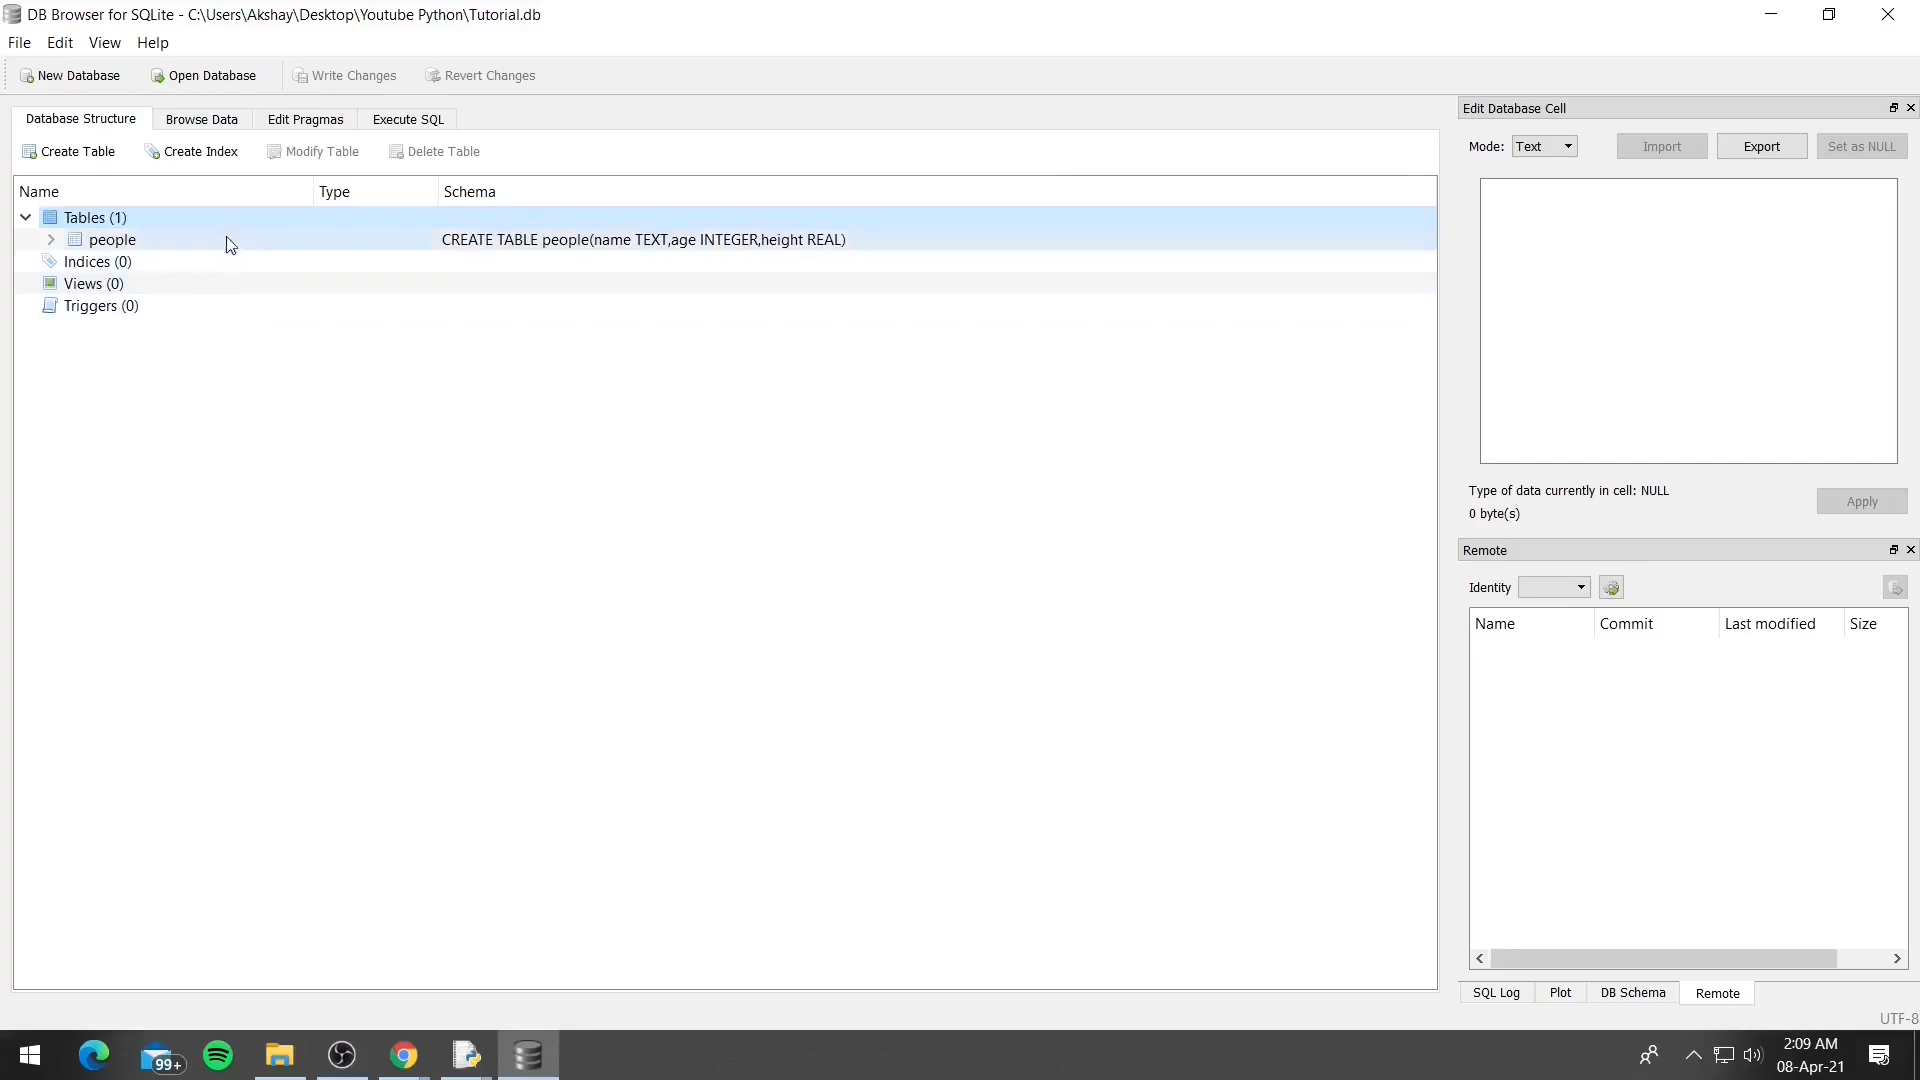 DB Browser for SQLite - C:\Users\Akshay\Desktop\Youtube Python\Tutorial.db
File Edit View Help
New Database Open Database Write Changes Revert Changes
Database Structure Browse Data Edit Pragmas Execute SQL
Create Table Create Index Modify Table Delete Table
Name Type Schema
Tables (1)
people CREATE TABLE people(name TEXT,age INTEGER,height REAL)
Indices (0)
Views (0)
Triggers (0)
Edit Database Cell
Mode: Text Import Export Set as NULL
Type of data currently in cell: NULL
0 byte(s)
Apply
Remote
Identity
Name Commit Last modified Size
SQL Log Plot DB Schema Remote
UTF-8
99+
2:09 AM
08-Apr-21